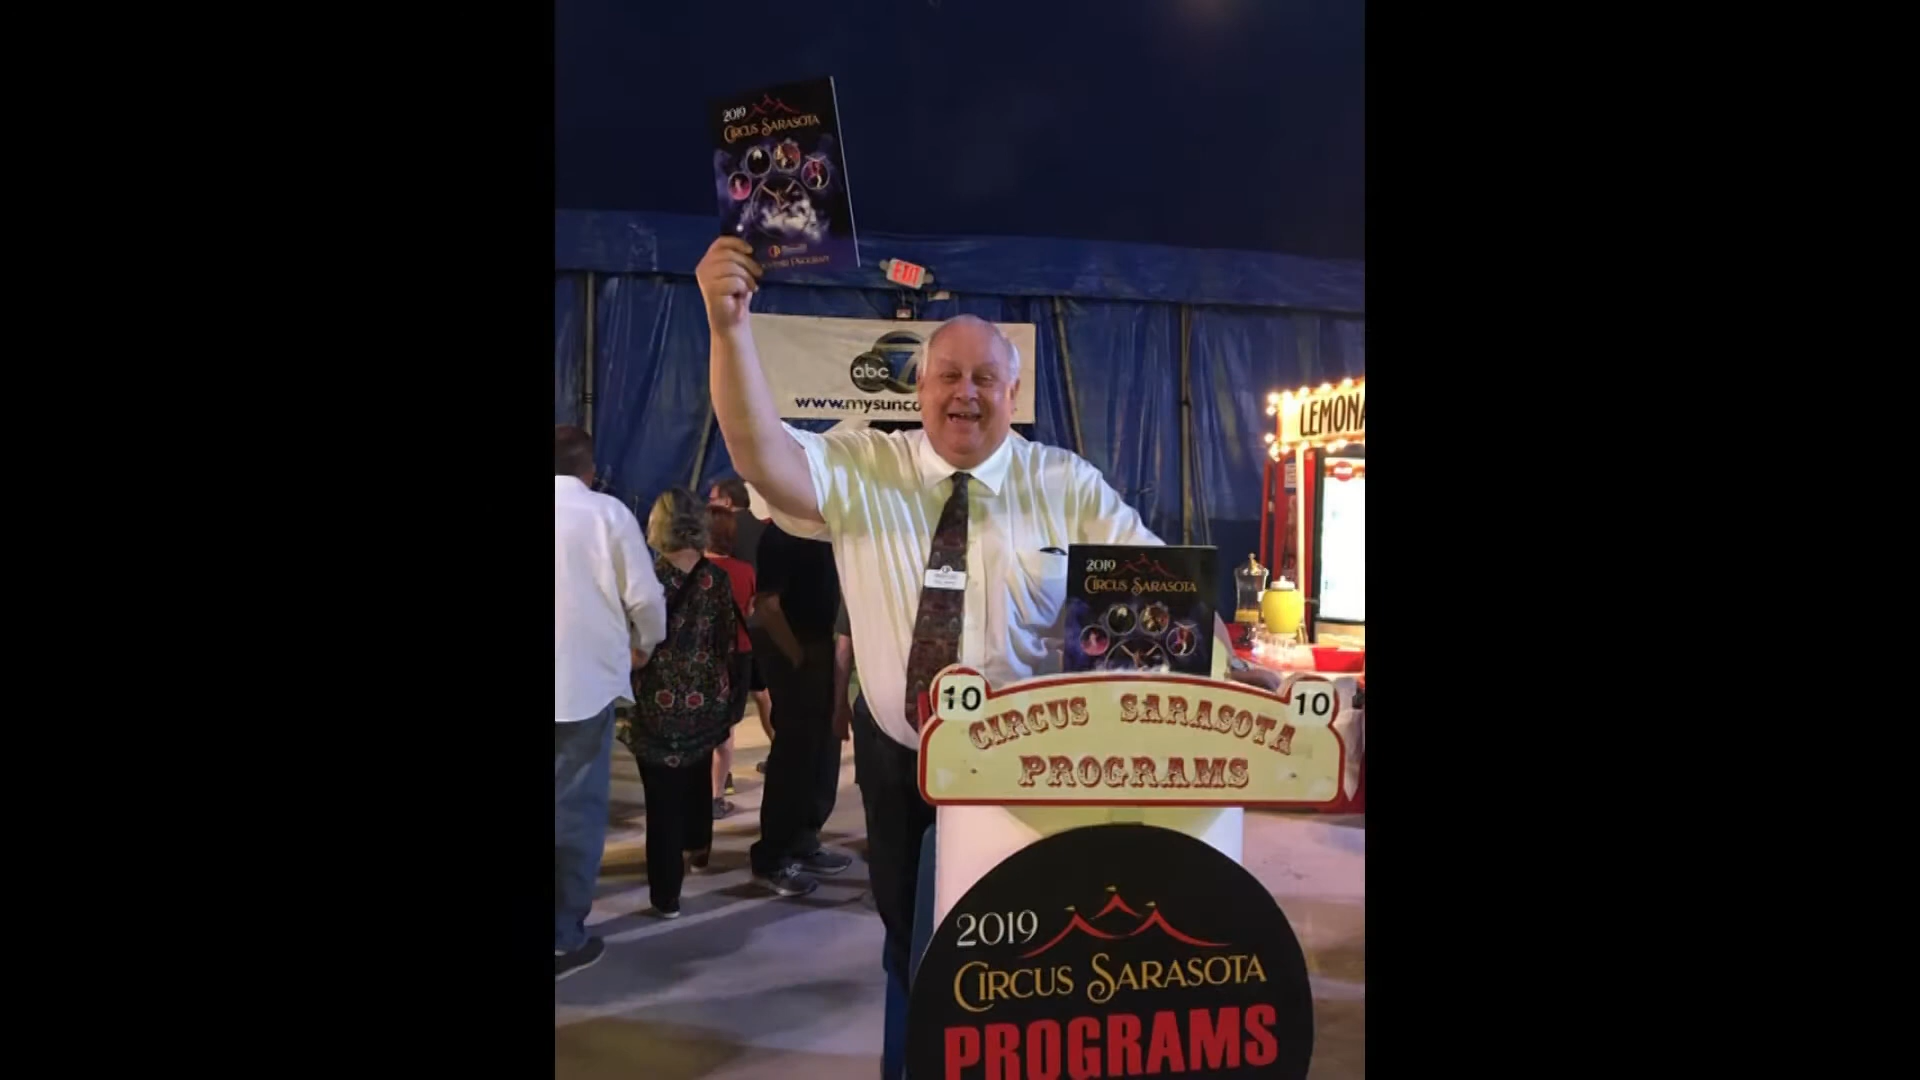 2019
CIRCUS SARASOTA
PROGRAM
EXIT
abc 7
www.mysunco
LEMONA
2019
CIRCUS SARASOTA
10 10
CIRCUS SARASOTA
PROGRAMS
2019
CIRCUS SARASOTA
PROGRAMS